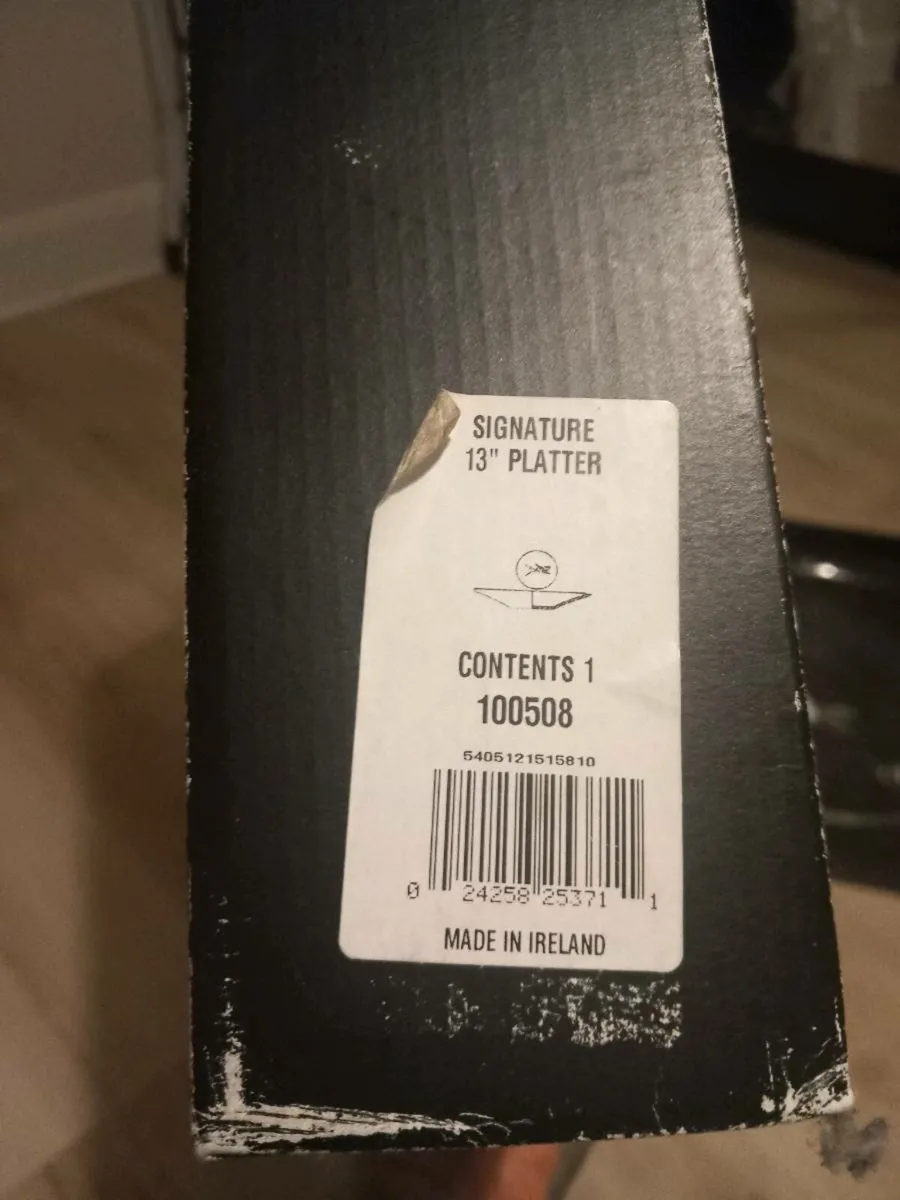 SIGNATURE
13" PLATTER
CONTENTS 1
100508
5405121515810
0 24258 25371 1
MADE IN IRELAND